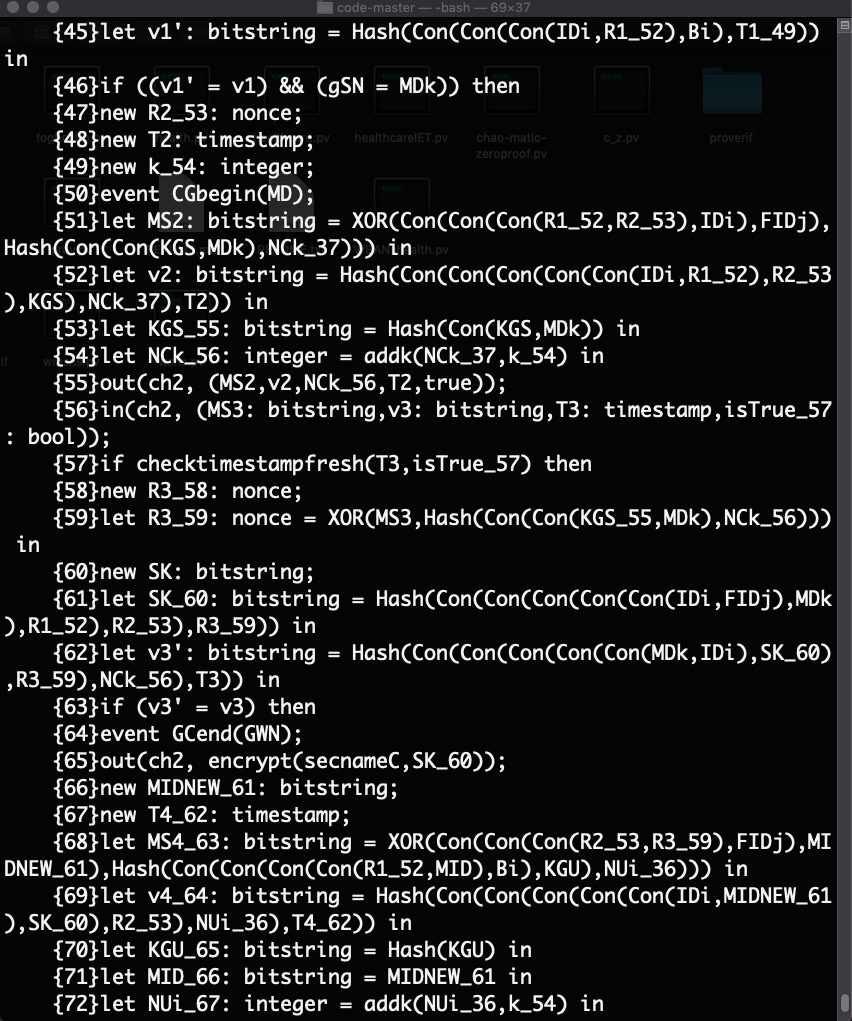 code-master — -bash — 69×37
{45}let v1': bitstring = Hash(Con(Con(Con(IDi,R1_52),Bi),T1_49))
in
{46}if ((v1' = v1) && (gSN = MDk)) then
{47}new R2_53: nonce;
{48}new T2: timestamp;
{49}new k_54: integer;
{50}event CGbegin(MD);
{51}let MS2: bitstring = XOR(Con(Con(Con(R1_52,R2_53),IDi),FIDj),
Hash(Con(Con(KGS,MDk),NCk_37))) in
{52}let v2: bitstring = Hash(Con(Con(Con(Con(Con(IDi,R1_52),R2_53
),KGS),NCk_37),T2)) in
{53}let KGS_55: bitstring = Hash(Con(KGS,MDk)) in
{54}let NCk_56: integer = addk(NCk_37,k_54) in
{55}out(ch2, (MS2,v2,NCk_56,T2,true));
{56}in(ch2, (MS3: bitstring,v3: bitstring,T3: timestamp,isTrue_57
: bool));
{57}if checktimestampfresh(T3,isTrue_57) then
{58}new R3_58: nonce;
{59}let R3_59: nonce = XOR(MS3,Hash(Con(Con(KGS_55,MDk),NCk_56)))
in
{60}new SK: bitstring;
{61}let SK_60: bitstring = Hash(Con(Con(Con(Con(Con(IDi,FIDj),MDk
),R1_52),R2_53),R3_59)) in
{62}let v3': bitstring = Hash(Con(Con(Con(Con(Con(MDk,IDi),SK_60)
,R3_59),NCk_56),T3)) in
{63}if (v3' = v3) then
{64}event GCend(GWN);
{65}out(ch2, encrypt(secnameC,SK_60));
{66}new MIDNEW_61: bitstring;
{67}new T4_62: timestamp;
{68}let MS4_63: bitstring = XOR(Con(Con(Con(R2_53,R3_59),FIDj),MI
DNEW_61),Hash(Con(Con(Con(Con(R1_52,MID),Bi),KGU),NUi_36))) in
{69}let v4_64: bitstring = Hash(Con(Con(Con(Con(Con(IDi,MIDNEW_61
),SK_60),R2_53),NUi_36),T4_62)) in
{70}let KGU_65: bitstring = Hash(KGU) in
{71}let MID_66: bitstring = MIDNEW_61 in
{72}let NUi_67: integer = addk(NUi_36,k_54) in
healthcareIET.pv
chao-matic-
zeroproof.pv
c_z.pv
proverif